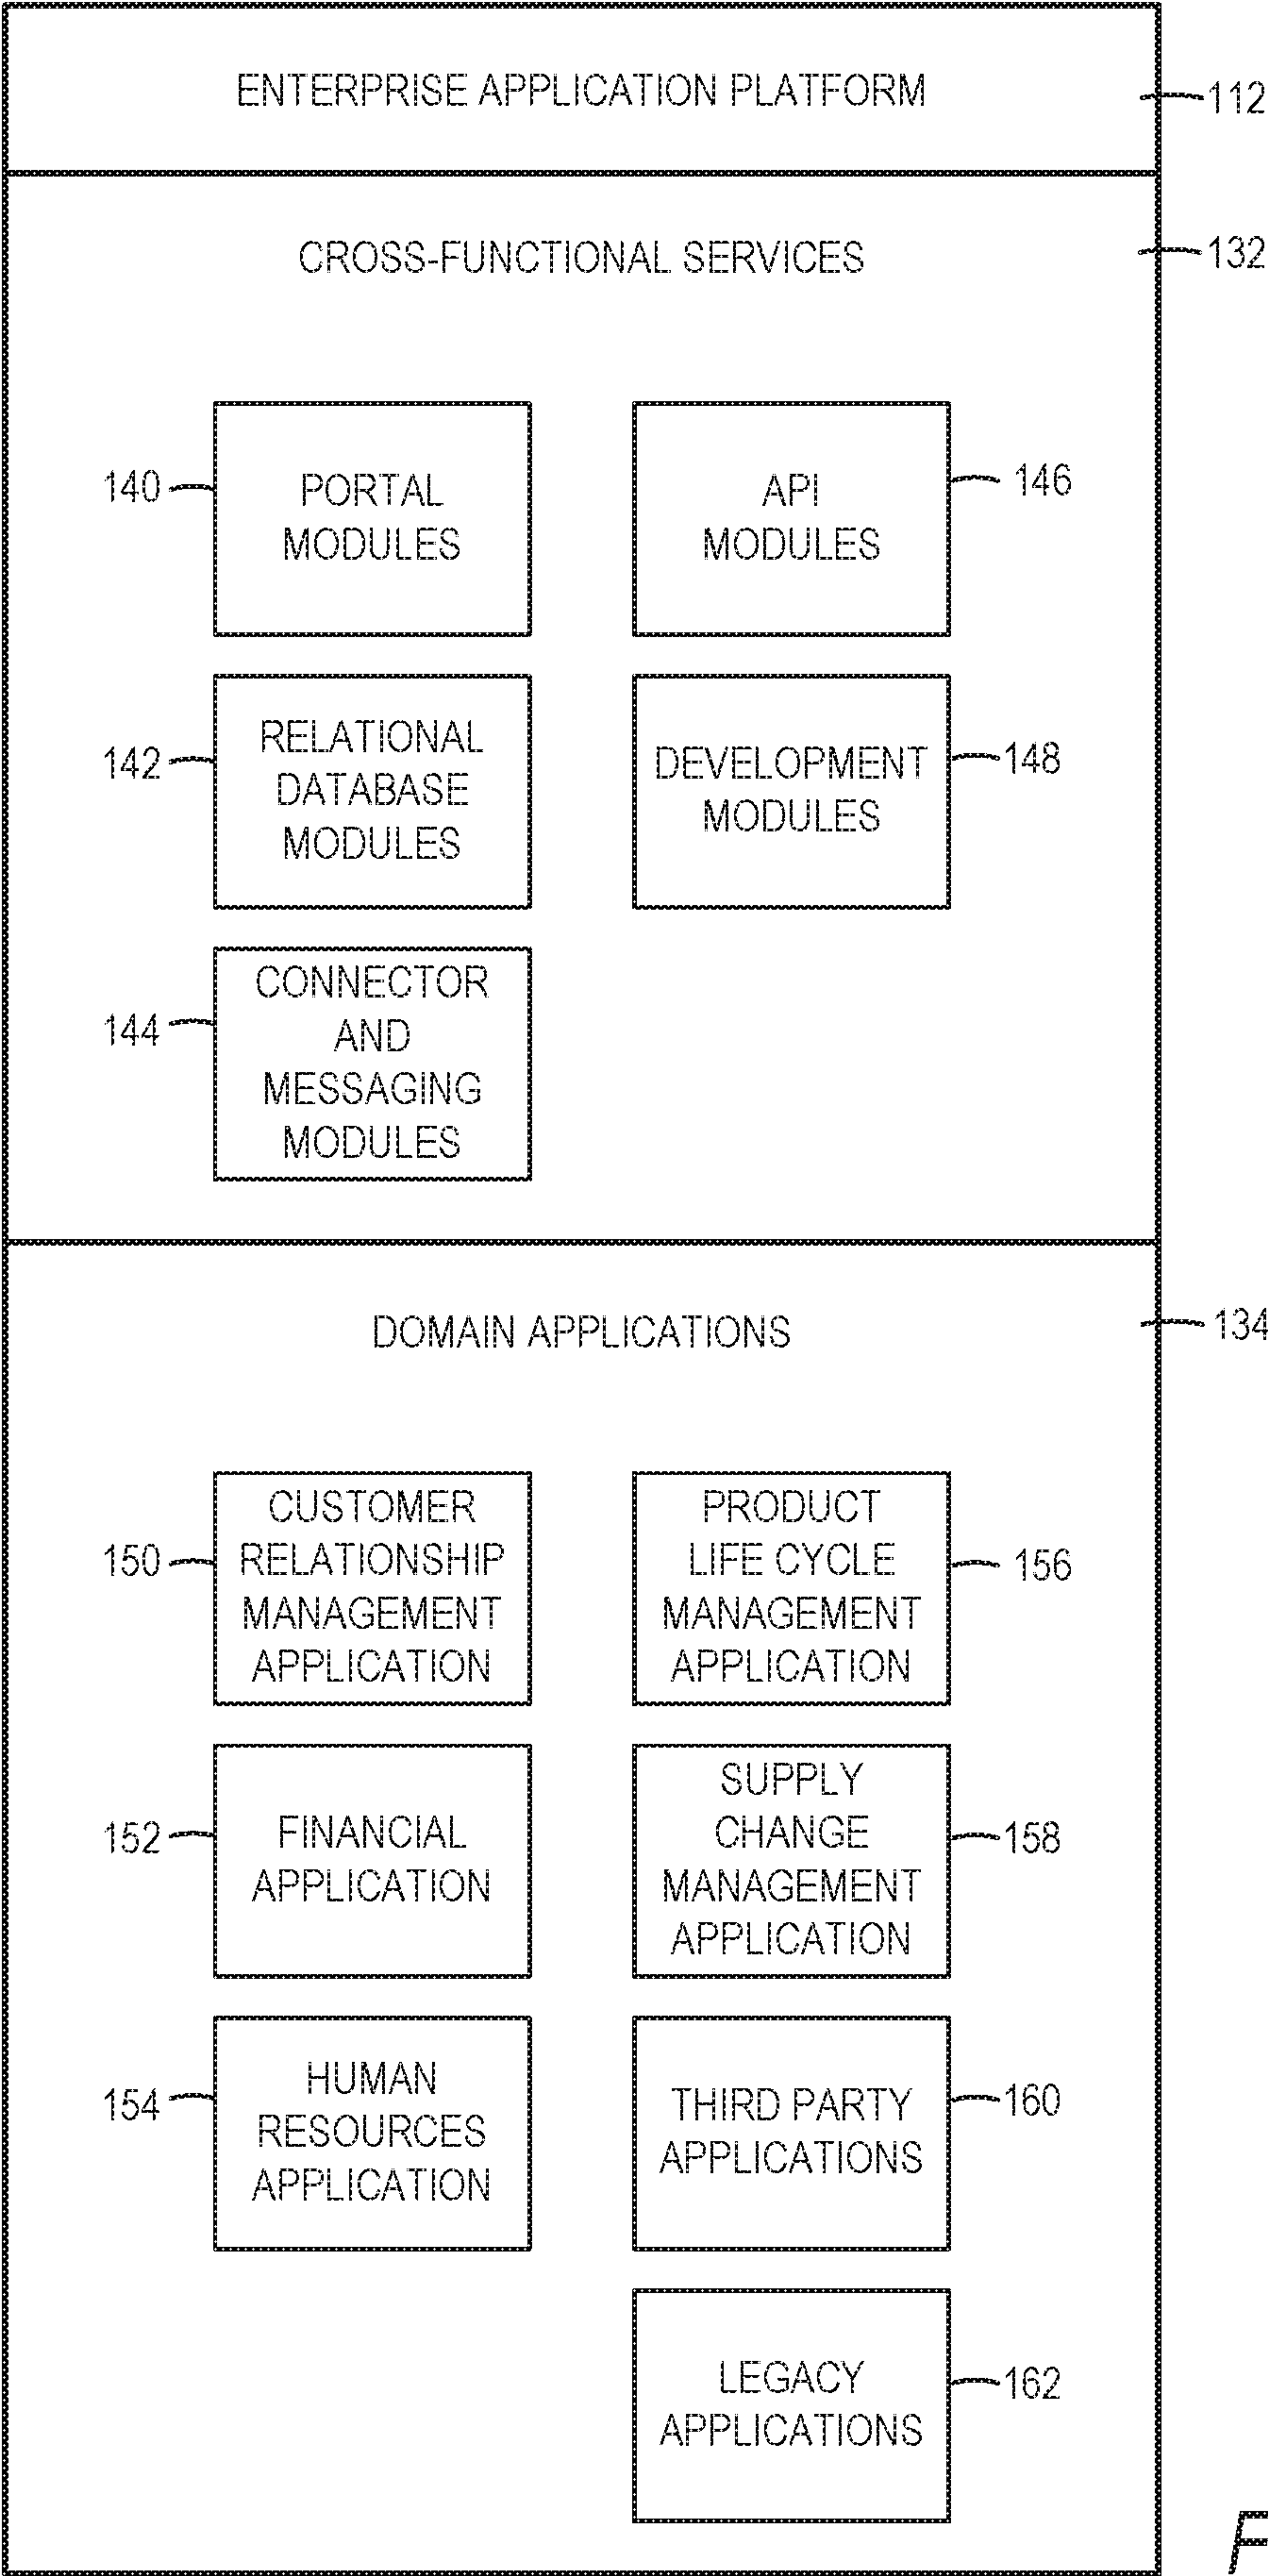 ENTERPRISE APPLICATION PLATFORM
112
CROSS-FUNCTIONAL SERVICES
132
140
PORTAL
MODULES
API
MODULES
146
142
RELATIONAL
DATABASE
MODULES
DEVELOPMENT
MODULES
148
144
CONNECTOR
AND
MESSAGING
MODULES
DOMAIN APPLICATIONS
134
150
CUSTOMER
RELATIONSHIP
MANAGEMENT
APPLICATION
PRODUCT
LIFE CYCLE
MANAGEMENT
APPLICATION
156
152
FINANCIAL
APPLICATION
SUPPLY
CHANGE
MANAGEMENT
APPLICATION
158
154
HUMAN
RESOURCES
APPLICATION
THIRD PARTY
APPLICATIONS
160
LEGACY
APPLICATIONS
162
F